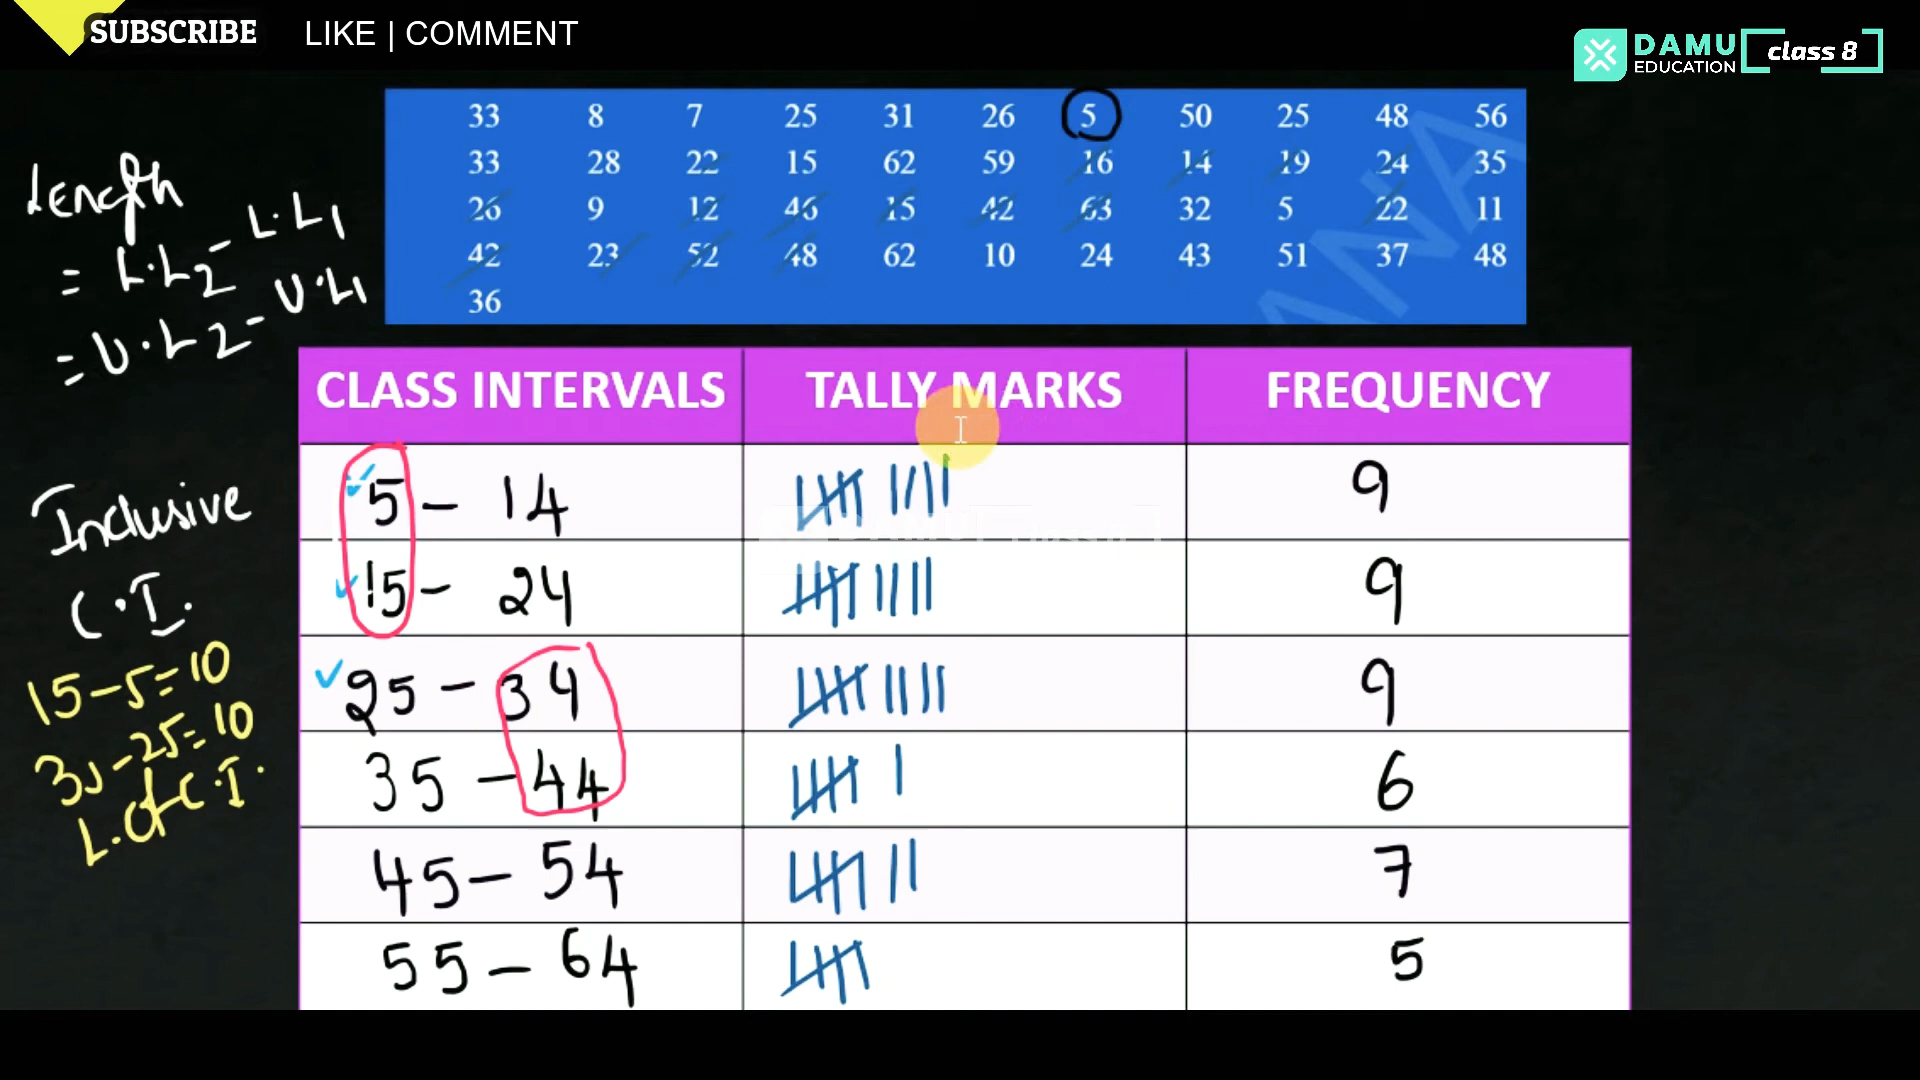 SUBSCRIBE LIKE | COMMENT
DAMU EDUCATION class 8
33 8 7 25 31 26 5 50 25 48 56
33 28 22 15 62 59 16 14 19 24 35
26 9 12 46 15 42 63 32 5 22 11
42 23 52 48 62 10 24 43 51 37 48
36
Length
= L.L2 - L.L1
= U.L2 - U.L1
Inclusive
C.I.
15-5=10
35-25=10
L.of C.I.
CLASS INTERVALS TALLY MARKS FREQUENCY
5 - 14 9
15 - 24 9
25 - 34 9
35 - 44 6
45 - 54 7
55 - 64 5